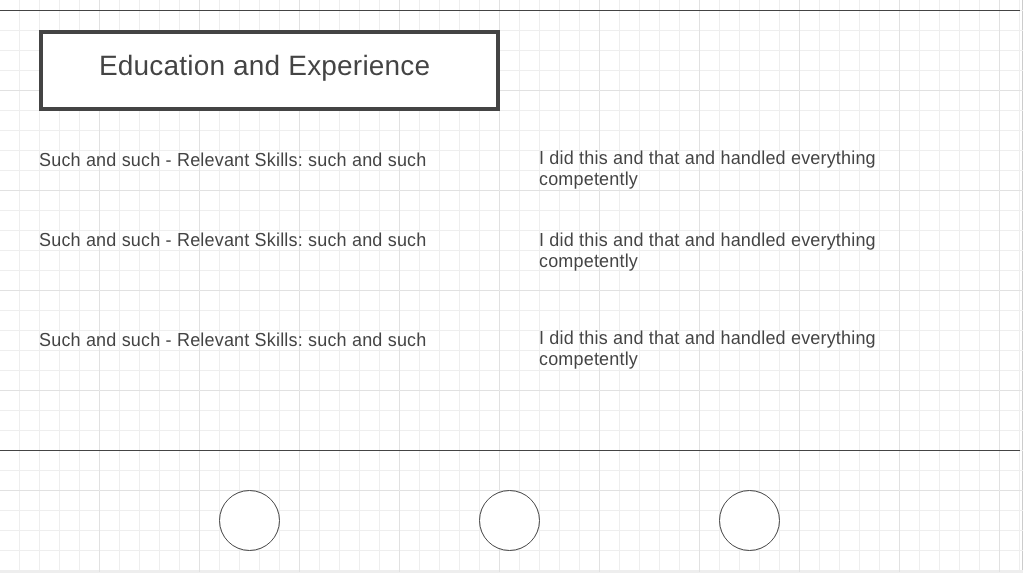 Education and Experience
Such and such - Relevant Skills: such and such
I did this and that and handled everything
competently
Such and such - Relevant Skills: such and such
I did this and that and handled everything
competently
Such and such - Relevant Skills: such and such
I did this and that and handled everything
competently